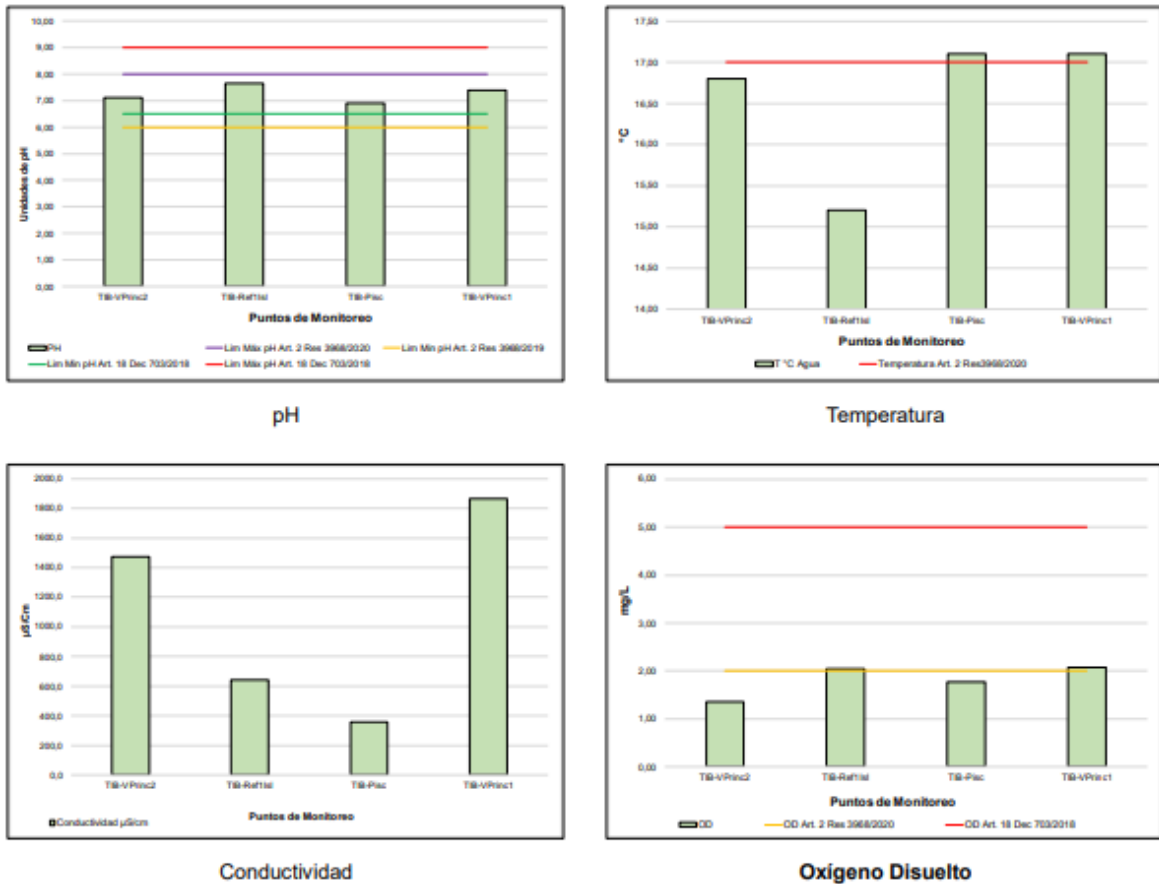 10,00
9,00
8,00
7,00
6,00
5,00
4,00
3,00
2,00
1,00
0,00
Unidades de pH
TIB-VPrinc2 TIB-Ref1Isl TIB-Pisc TIB-VPrinc1
Puntos de Monitoreo
PH Lim Máx pH Art. 2 Res 3968/2020 Lim Min pH Art. 2 Res 3968/2019
Lim Min pH Art. 18 Dec 703/2018 Lim Máx pH Art. 18 Dec 703/2018
pH
17,50
17,00
16,50
16,00
15,50
15,00
14,50
14,00
°C
TIB-VPrinc2 TIB-Ref1Isl TIB-Pisc TIB-VPrinc1
Puntos de Monitoreo
T °C Agua Temperatura Art. 2 Res3968/2020
Temperatura
2000,0
1800,0
1600,0
1400,0
1200,0
1000,0
800,0
600,0
400,0
200,0
0,0
µS/Cm
TIB-VPrinc2 TIB-Ref1Isl TIB-Pisc TIB-VPrinc1
Puntos de Monitoreo
Conductividad µS/cm
Conductividad
6,00
5,00
4,00
3,00
2,00
1,00
0,00
mg/L
TIB-VPrinc2 TIB-Ref1Isl TIB-Pisc TIB-VPrinc1
Puntos de Monitoreo
OD OD Art. 2 Res 3968/2020 OD Art. 18 Dec 703/2018
Oxígeno Disuelto